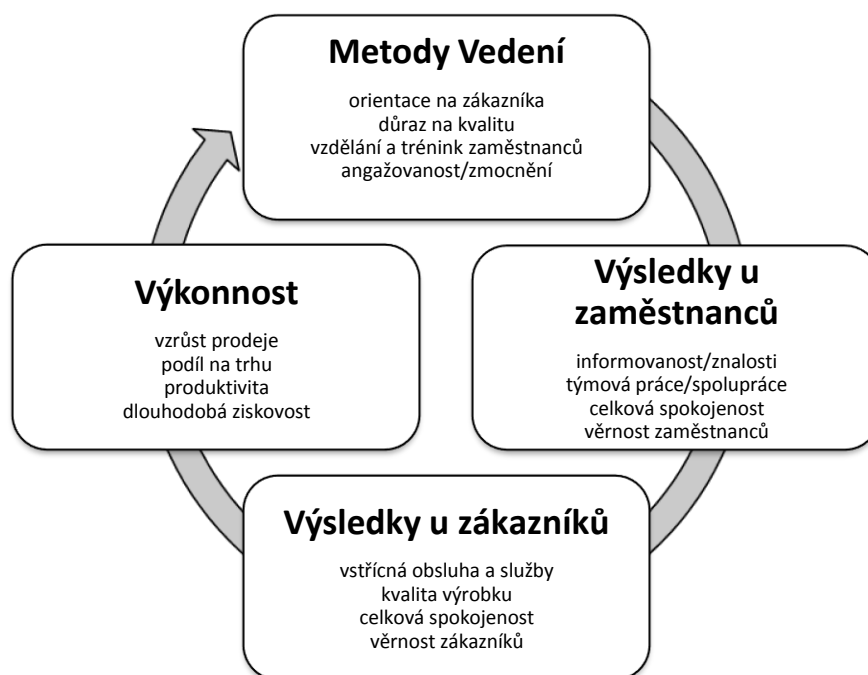 Metody Vedení
orientace na zákazníka
důraz na kvalitu
vzdělání a trénink zaměstnanců
angažovanost/zmocnění
Výsledky u
zaměstnanců
informovanost/znalosti
týmová práce/spolupráce
celková spokojenost
věrnost zaměstnanců
Výsledky u zákazníků
vstřícná obsluha a služby
kvalita výrobku
celková spokojenost
věrnost zákazníků
Výkonnost
vzrůst prodeje
podíl na trhu
produktivita
dlouhodobá ziskovost